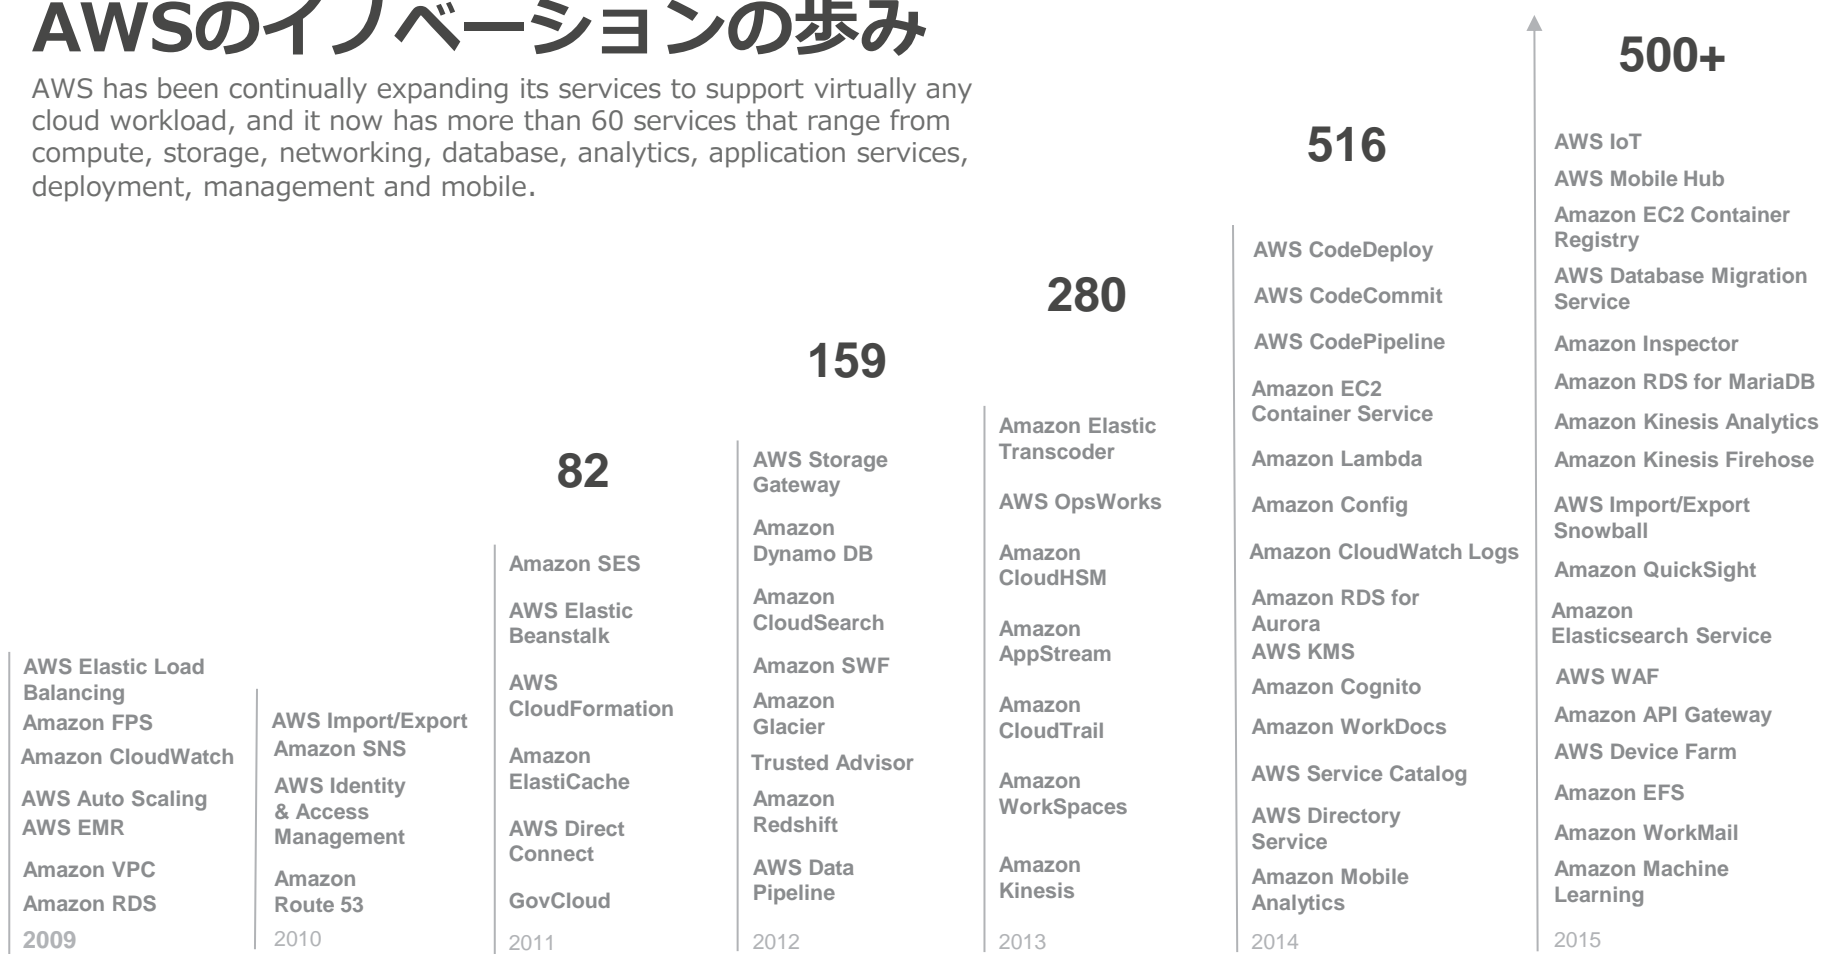 AWSのイノベーションの歩み
AWS has been continually expanding its services to support virtually any
cloud workload, and it now has more than 60 services that range from
compute, storage, networking, database, analytics, application services,
deployment, management and mobile.
AWS Elastic Load
Balancing
Amazon FPS
Amazon CloudWatch
AWS Auto Scaling
AWS EMR
Amazon VPC
Amazon RDS
2009
AWS Import/Export
Amazon SNS
AWS Identity
& Access
Management
Amazon
Route 53
2010
82
Amazon SES
AWS Elastic
Beanstalk
AWS
CloudFormation
Amazon
ElastiCache
AWS Direct
Connect
GovCloud
2011
159
AWS Storage
Gateway
Amazon
Dynamo DB
Amazon
CloudSearch
Amazon SWF
Amazon
Glacier
Trusted Advisor
Amazon
Redshift
AWS Data
Pipeline
2012
280
Amazon Elastic
Transcoder
AWS OpsWorks
Amazon
CloudHSM
Amazon
AppStream
Amazon
CloudTrail
Amazon
WorkSpaces
Amazon
Kinesis
2013
516
AWS CodeDeploy
AWS CodeCommit
AWS CodePipeline
Amazon EC2
Container Service
Amazon Lambda
Amazon Config
Amazon CloudWatch Logs
Amazon RDS for
Aurora
AWS KMS
Amazon Cognito
Amazon WorkDocs
AWS Service Catalog
AWS Directory
Service
Amazon Mobile
Analytics
2014
500+
AWS IoT
AWS Mobile Hub
Amazon EC2 Container
Registry
AWS Database Migration
Service
Amazon Inspector
Amazon RDS for MariaDB
Amazon Kinesis Analytics
Amazon Kinesis Firehose
AWS Import/Export
Snowball
Amazon QuickSight
Amazon
Elasticsearch Service
AWS WAF
Amazon API Gateway
AWS Device Farm
Amazon EFS
Amazon WorkMail
Amazon Machine
Learning
2015